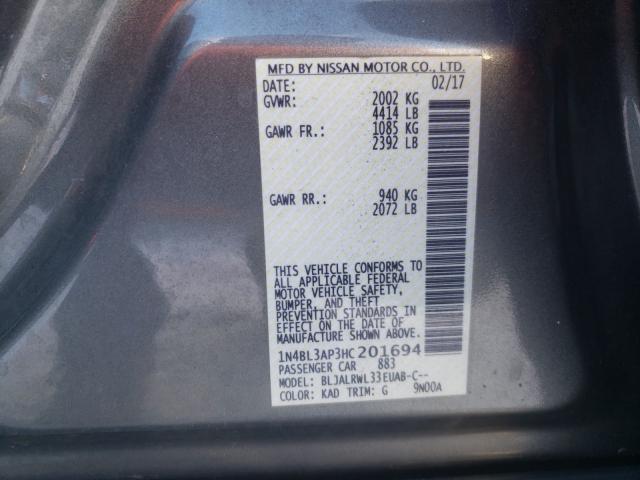 MFD BY NISSAN MOTOR CO., LTD.
DATE: 02/17
GVWR: 2002 KG
4414 LB
GAWR FR.: 1085 KG
2392 LB
GAWR RR.: 940 KG
2072 LB
THIS VEHICLE CONFORMS TO
ALL APPLICABLE FEDERAL
MOTOR VEHICLE SAFETY,
BUMPER, AND THEFT
PREVENTION STANDARDS IN
EFFECT ON THE DATE OF
MANUFACTURE SHOWN ABOVE.
1N4BL3AP3HC201694
PASSENGER CAR 883
MODEL: BLJALRWL33EUAB-C--
COLOR: KAD TRIM: G 9N00A